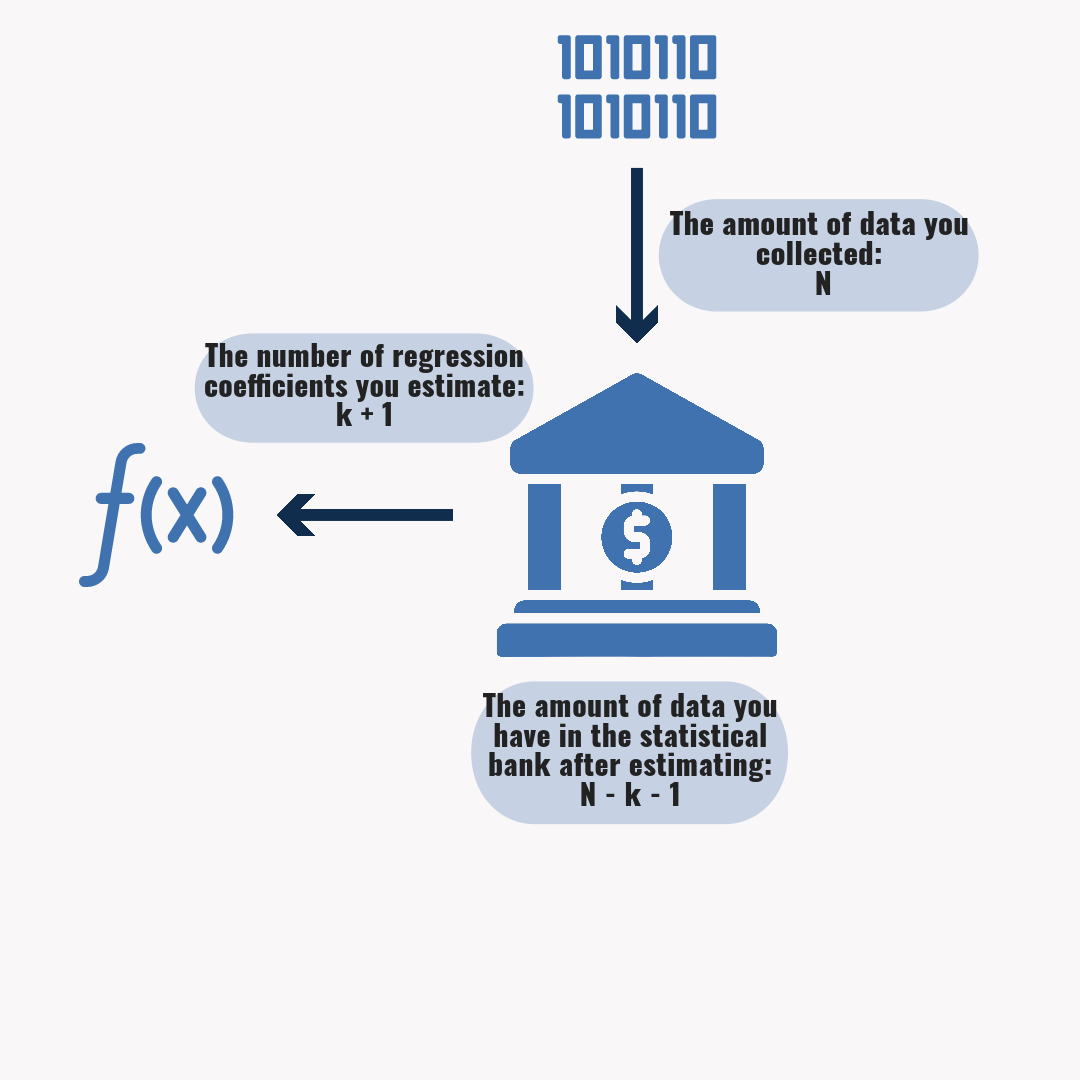 1010110
1010110
The amount of data you
collected:
N
The number of regression
coefficients you estimate:
k + 1
f(x)
$
The amount of data you
have in the statistical
bank after estimating:
N - k - 1